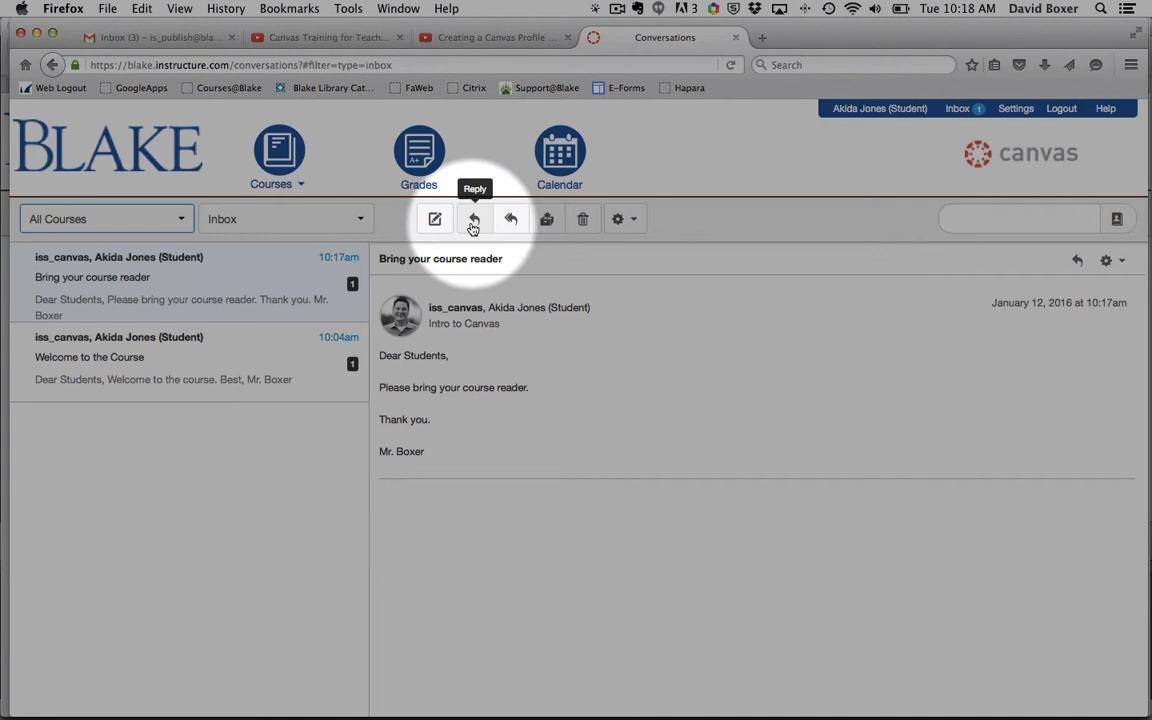 Firefox File Edit View History Bookmarks Tools Window Help
3 Tue 10:18 AM David Boxer
Inbox (3) – is_publish@bla...
Canvas Training for Teach...
Creating a Canvas Profile ...
Conversations
https://blake.instructure.com/conversations?#filter=type=inbox
Search
Web Logout GoogleApps Courses@Blake Blake Library Cat... FaWeb Citrix Support@Blake E-Forms Hapara
Akida Jones (Student) Inbox 1 Settings Logout Help
BLAKE
Courses
A+
Grades
Calendar
canvas
Reply
All Courses
Inbox
iss_canvas, Akida Jones (Student) 10:17am
Bring your course reader
1
Dear Students, Please bring your course reader. Thank you. Mr.
Boxer
iss_canvas, Akida Jones (Student) 10:04am
Welcome to the Course
1
Dear Students, Welcome to the course. Best, Mr. Boxer
Bring your course reader
iss_canvas, Akida Jones (Student)
January 12, 2016 at 10:17am
Intro to Canvas
Dear Students,
Please bring your course reader.
Thank you.
Mr. Boxer